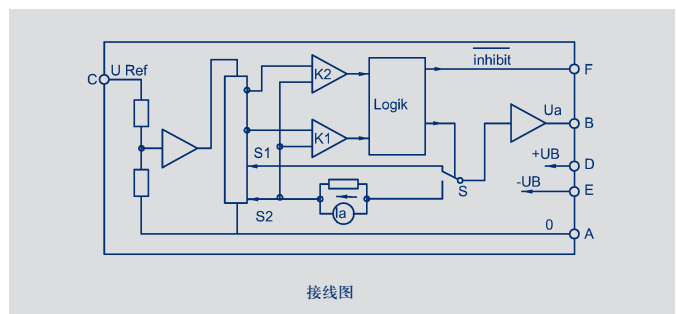 inhibit
U Ref
C
F
K2
Logik
Ua
B
K1
S1
+UB
D
S
-UB
E
Ia
S2
0
A
接线图